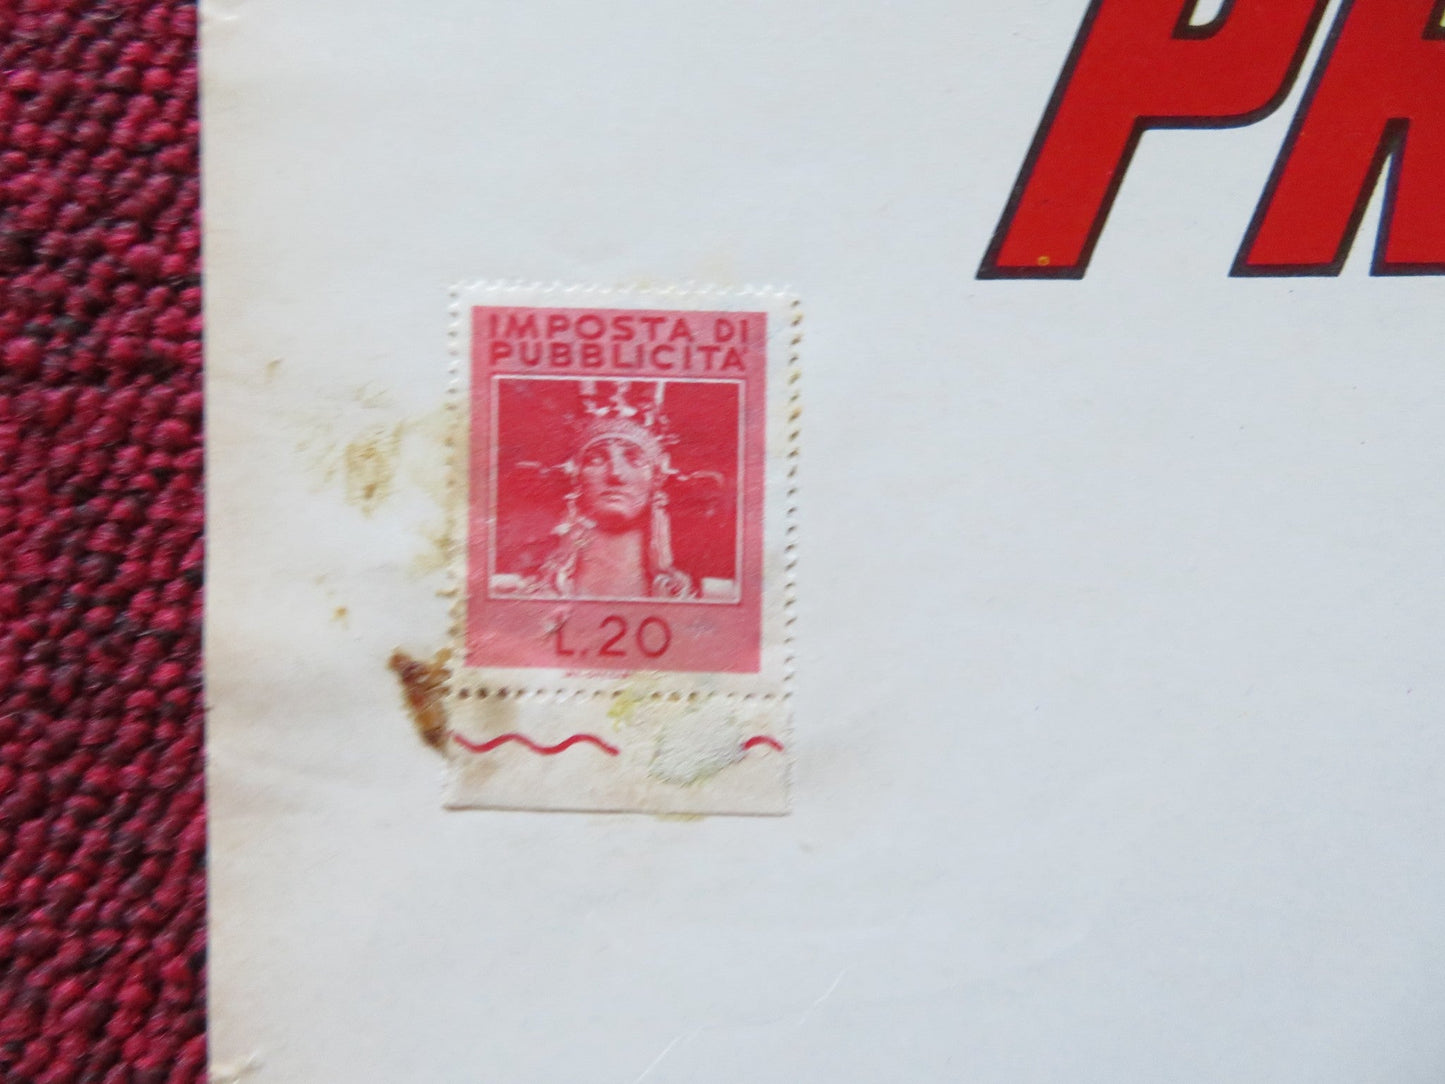 PR
IMPOSTA DI
PUBBLICITA'
L.20